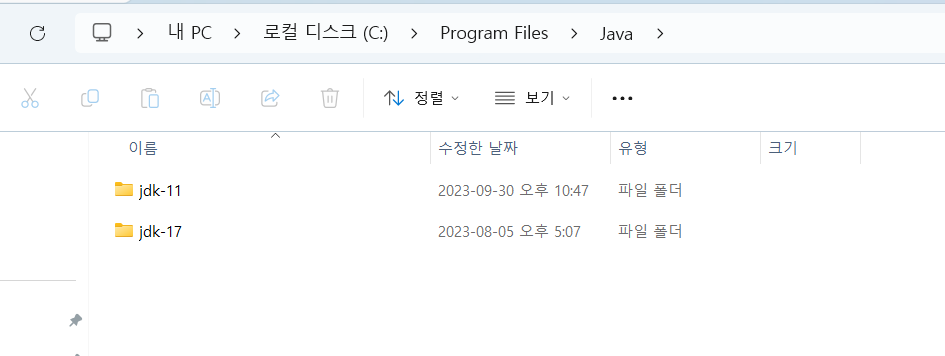 내 PC > 로컬 디스크 (C:) > Program Files > Java >
정렬 보기
이름 수정한 날짜 유형 크기
jdk-11 2023-09-30 오후 10:47 파일 폴더
jdk-17 2023-08-05 오후 5:07 파일 폴더